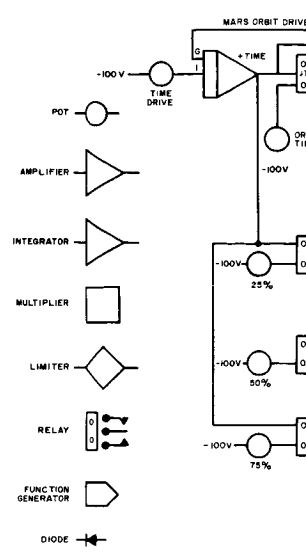 MARS ORBIT DRIVE
G
I
+TIME
-100V
TIME
DRIVE
-100V
POT
AMPLIFIER
INTEGRATOR
-100V
25%
MULTIPLIER
LIMITER
-100V
50%
RELAY
-100V
75%
FUNCTION
GENERATOR
DIODE